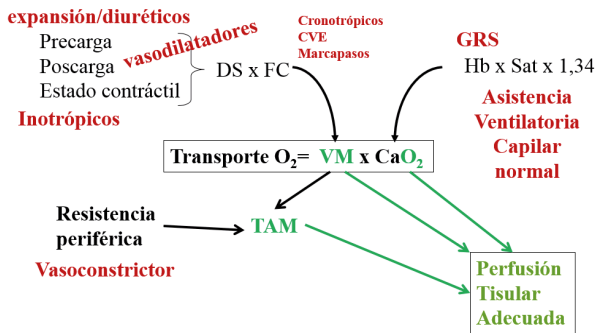 expansión/diuréticos
Precarga
Poscarga
Estado contráctil
vasodilatadores
Inotrópicos
DS x FC
Cronotrópicos
CVE
Marcapasos
GRS
Hb x Sat x 1,34
Asistencia
Ventilatoria
Capilar
normal
Transporte O₂= VM x CaO₂
Resistencia
periférica
Vasoconstrictor
TAM
Perfusión
Tisular
Adecuada